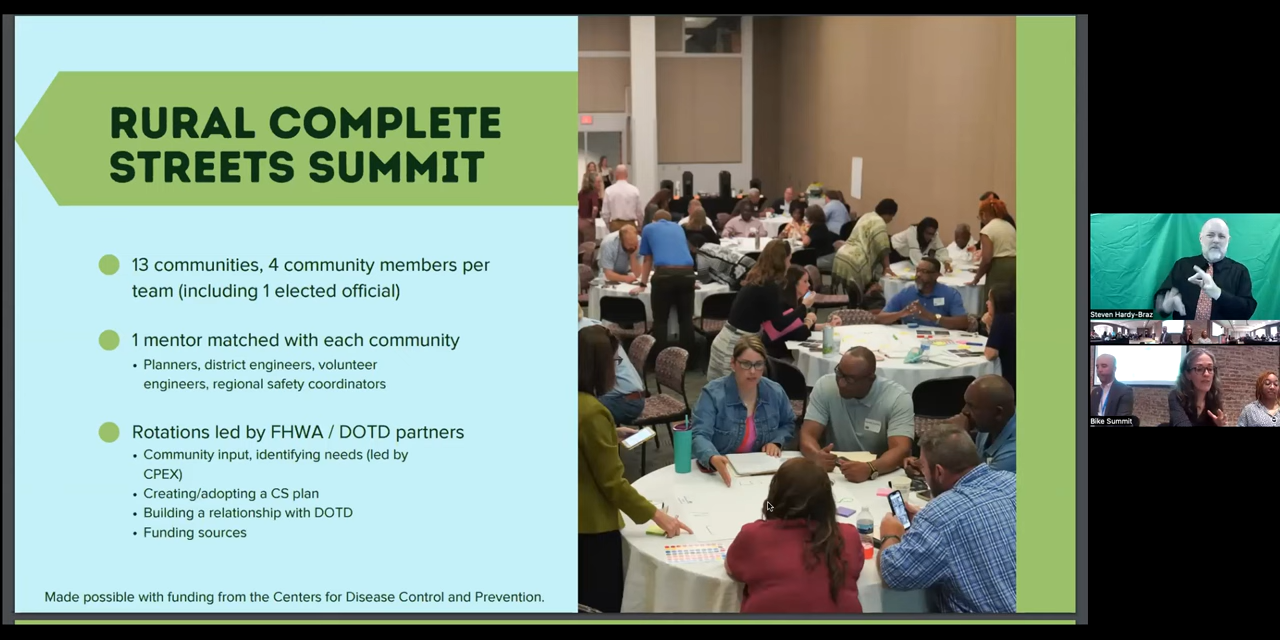 RURAL COMPLETE
STREETS SUMMIT
13 communities, 4 community members per
team (including 1 elected official)
1 mentor matched with each community
• Planners, district engineers, volunteer
engineers, regional safety coordinators
Rotations led by FHWA / DOTD partners
• Community input, identifying needs (led by
CPEX)
• Creating/adopting a CS plan
• Building a relationship with DOTD
• Funding sources
Made possible with funding from the Centers for Disease Control and Prevention.
Steven Hardy-Braz
Bike Summit